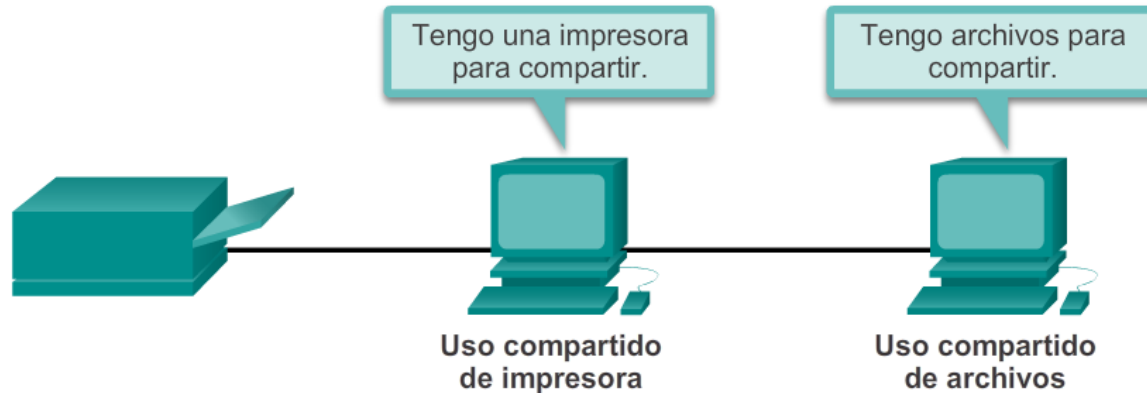 Tengo una impresora
para compartir.
Tengo archivos para
compartir.
Uso compartido
de impresora
Uso compartido
de archivos